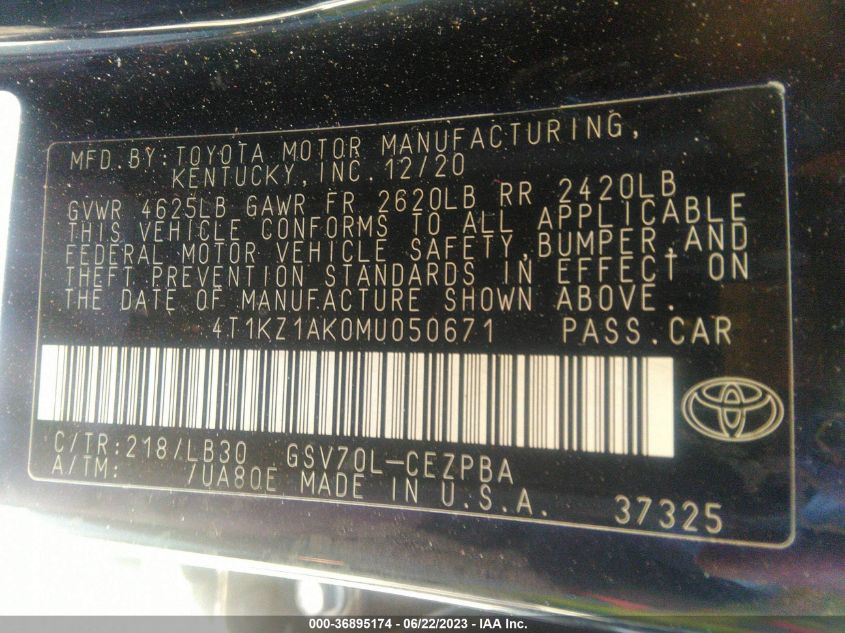 MFD.BY:TOYOTA MOTOR MANUFACTURING,
KENTUCKY,INC.12/20
GVWR 4625LB GAWR FR 2620LB RR 2420LB
THIS VEHICLE CONFORMS TO ALL APPLICABLE
FEDERAL MOTOR VEHICLE SAFETY,BUMPER,AND
THEFT PREVENTION STANDARDS IN EFFECT ON
THE DATE OF MANUFACTURE SHOWN ABOVE.
4T1KZ1AK0MU050671 PASS.CAR
C/TR:218/LB30 GSV70L-CEZPBA
A/TM: /UA80E MADE IN U.S.A. 37325
000-36895174 - 06/22/2023 - IAA Inc.